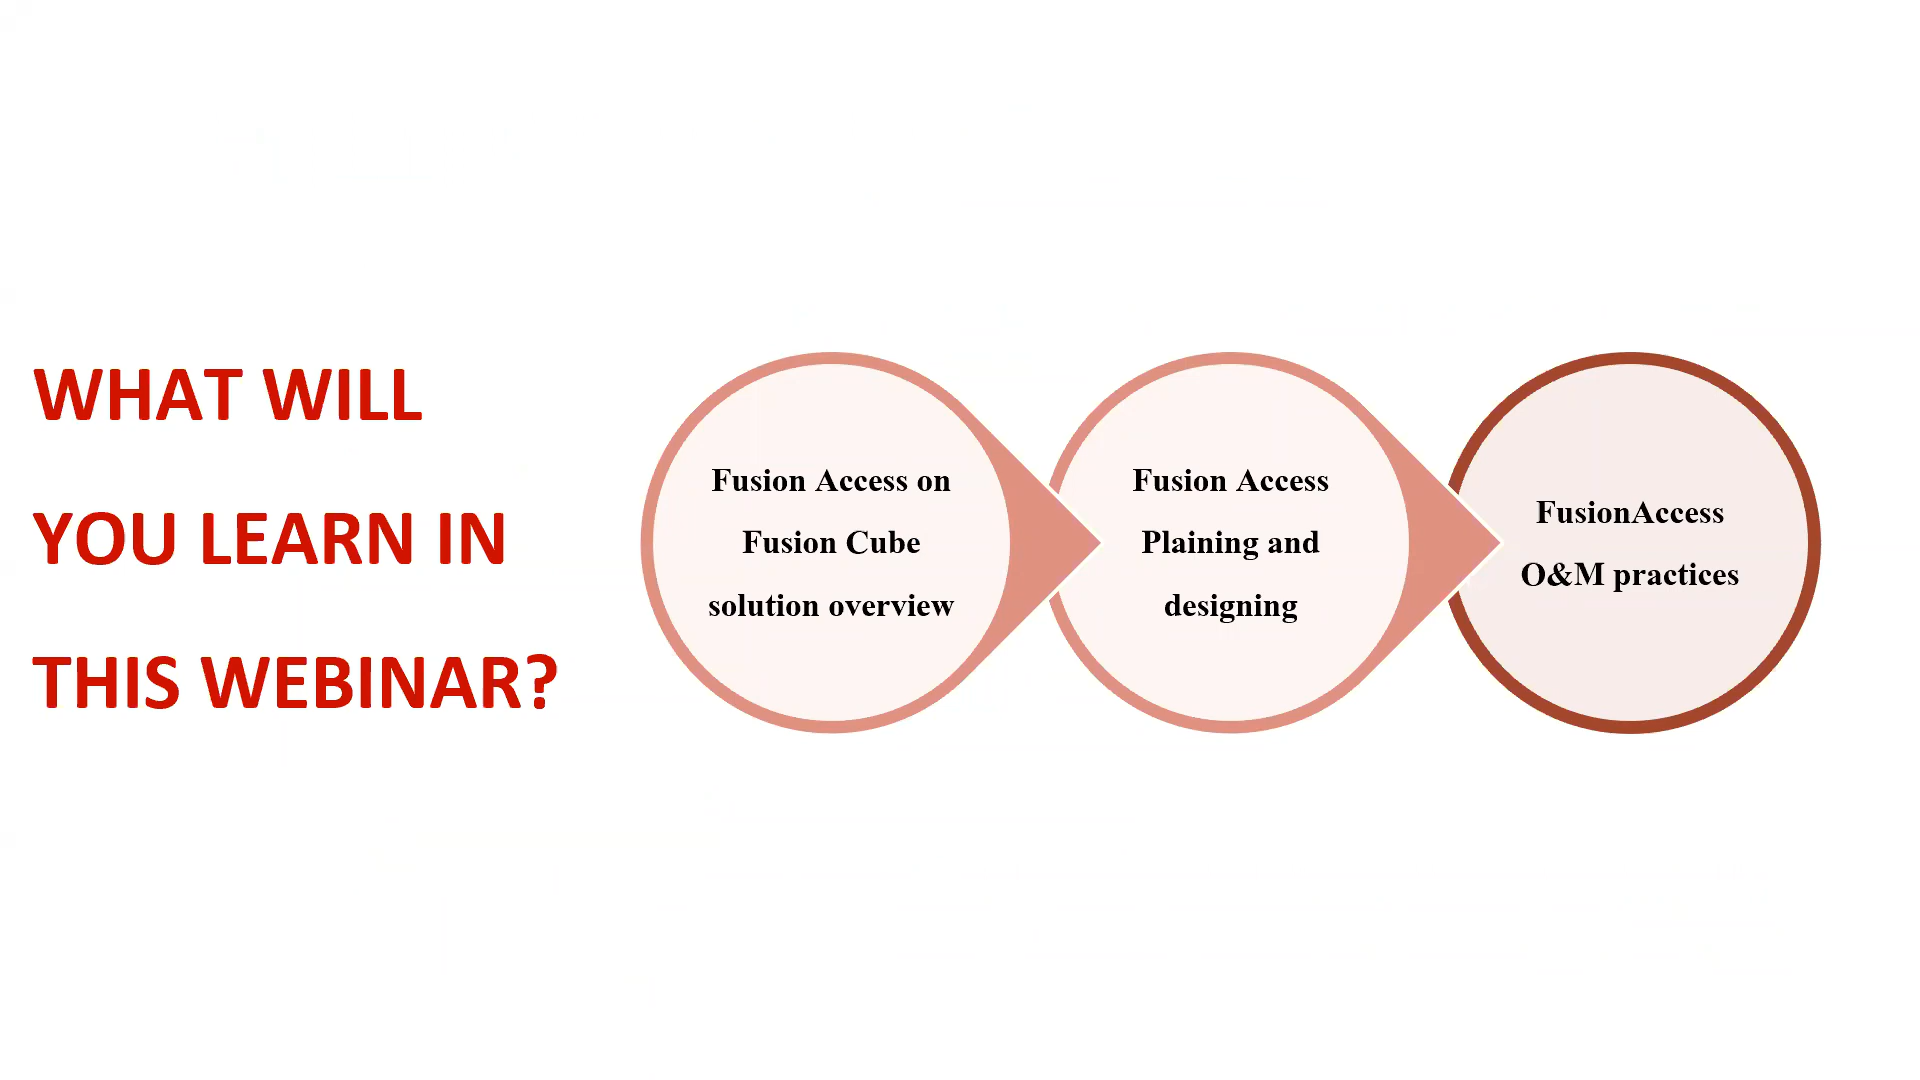 WHAT WILL
YOU LEARN IN
THIS WEBINAR?
Fusion Access on
Fusion Cube
solution overview
Fusion Access
Plaining and
designing
FusionAccess
O&M practices